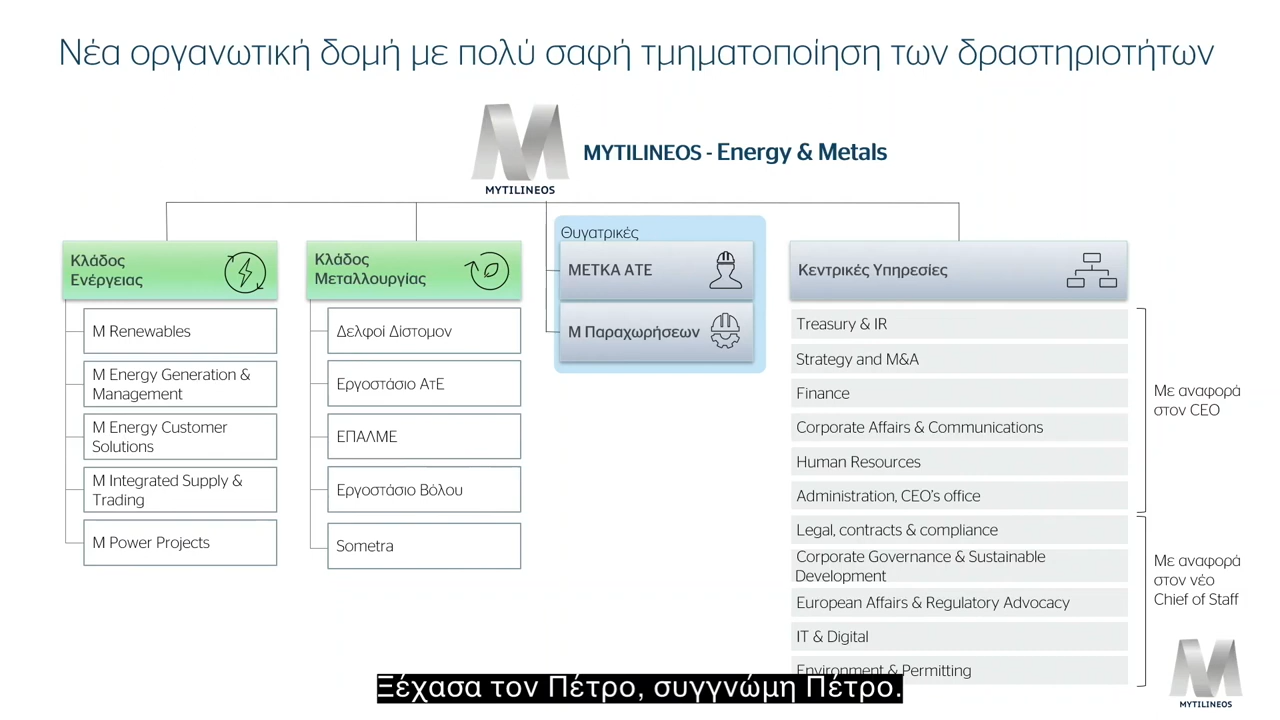 Νέα οργανωτική δομή με πολύ σαφή τμηματοποίηση των δραστηριοτήτων
MYTILINEOS
MYTILINEOS - Energy & Metals
Κλάδος
Ενέργειας
M Renewables
M Energy Generation &
Management
M Energy Customer
Solutions
M Integrated Supply &
Trading
M Power Projects
Κλάδος
Μεταλλουργίας
Δελφοί Δίστομον
Εργοστάσιο ΑτΕ
ΕΠΑΛΜΕ
Εργοστάσιο Βόλου
Sometra
Θυγατρικές
ΜΕΤΚΑ ΑΤΕ
Μ Παραχωρήσεων
Κεντρικές Υπηρεσίες
Treasury & IR
Strategy and M&A
Finance
Corporate Affairs & Communications
Human Resources
Administration, CEO's office
Legal, contracts & compliance
Corporate Governance & Sustainable
Development
European Affairs & Regulatory Advocacy
IT & Digital
Environment & Permitting
Με αναφορά
στον CEO
Με αναφορά
στον νέο
Chief of Staff
MYTILINEOS
Ξέχασα τον Πέτρο, συγγνώμη Πέτρο.